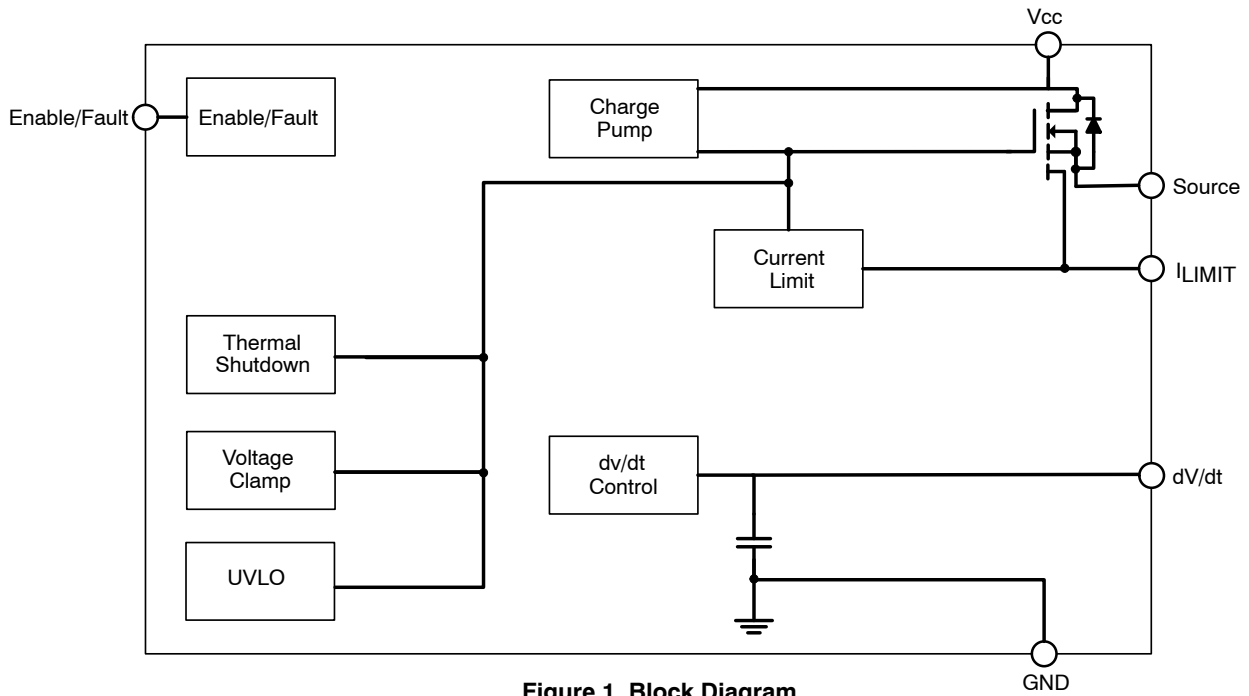 Vcc
Enable/Fault
Enable/Fault
Charge
Pump
Source
Current
Limit
ILIMIT
Thermal
Shutdown
Voltage
Clamp
dv/dt
Control
dV/dt
UVLO
GND
Figure 1. Block Diagram